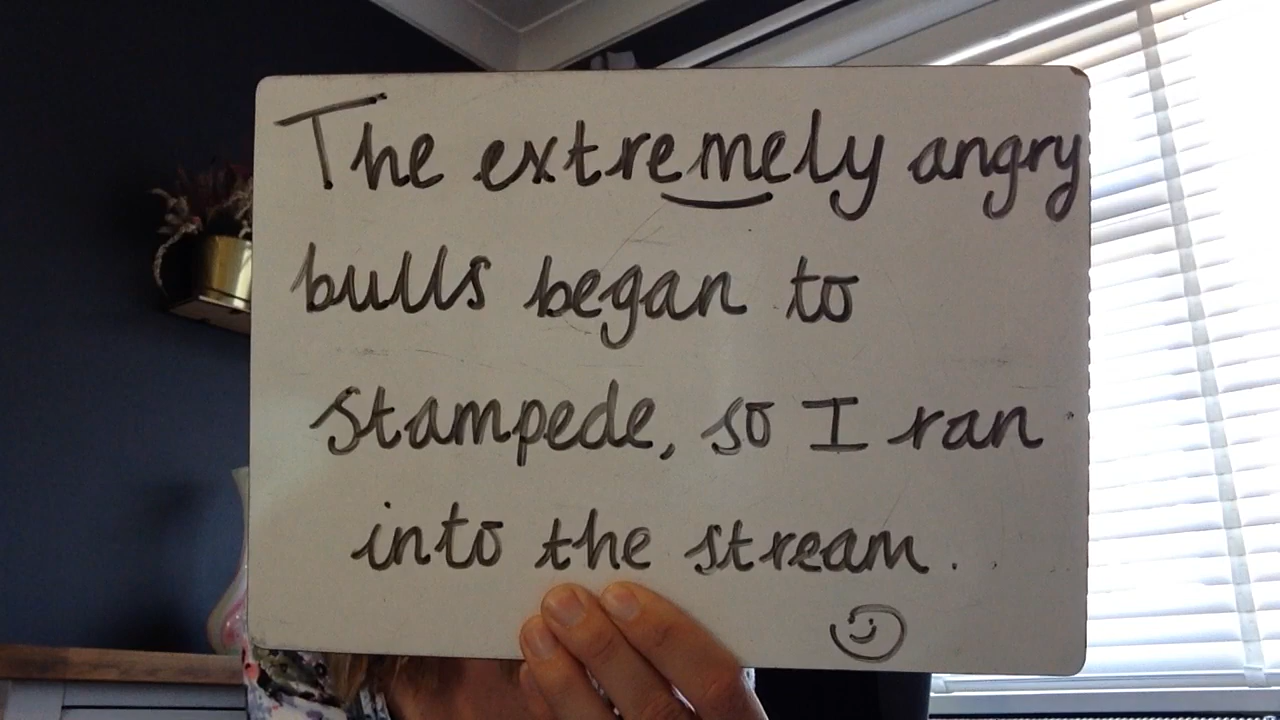 The extremely angry
bulls began to
stampede, so I ran
into the stream.